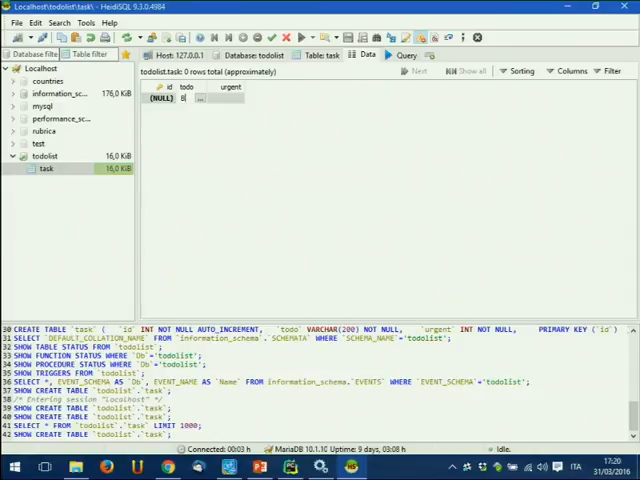 Localhost\todolist\task\ - HeidiSQL 9.3.0.4984
File Edit Search Tools Help
Database filte Table filter Host: 127.0.0.1 Database: todolist Table: task Data Query
Localhost
countries
information_sc... 176,0 KiB
mysql
performance_sc...
rubrica
test
todolist 16,0 KiB
task 16,0 KiB
todolist.task: 0 rows total (approximately) Next Show all Sorting Columns Filter
id todo urgent
(NULL) ...
30 CREATE TABLE `task` ( `id` INT NOT NULL AUTO_INCREMENT, `todo` VARCHAR(200) NOT NULL, `urgent` INT NOT NULL, PRIMARY KEY (`id`)
31 SELECT `DEFAULT_COLLATION_NAME` FROM `information_schema`.`SCHEMATA` WHERE `SCHEMA_NAME`='todolist';
32 SHOW TABLE STATUS FROM `todolist`;
33 SHOW FUNCTION STATUS WHERE `Db`='todolist';
34 SHOW PROCEDURE STATUS WHERE `Db`='todolist';
35 SHOW TRIGGERS FROM `todolist`;
36 SELECT *, EVENT_SCHEMA AS `Db`, EVENT_NAME AS `Name` FROM information_schema.`EVENTS` WHERE `EVENT_SCHEMA`='todolist';
37 SHOW CREATE TABLE `todolist`.`task`;
38 /* Entering session "Localhost" */
39 SHOW CREATE TABLE `todolist`.`task`;
40 SHOW CREATE TABLE `todolist`.`task`;
41 SELECT * FROM `todolist`.`task` LIMIT 1000;
42 SHOW CREATE TABLE `todolist`.`task`;
Connected: 00:03 h MariaDB 10.1.10 Uptime: 9 days, 03:08 h Idle.
ITA 17:20
31/03/2016